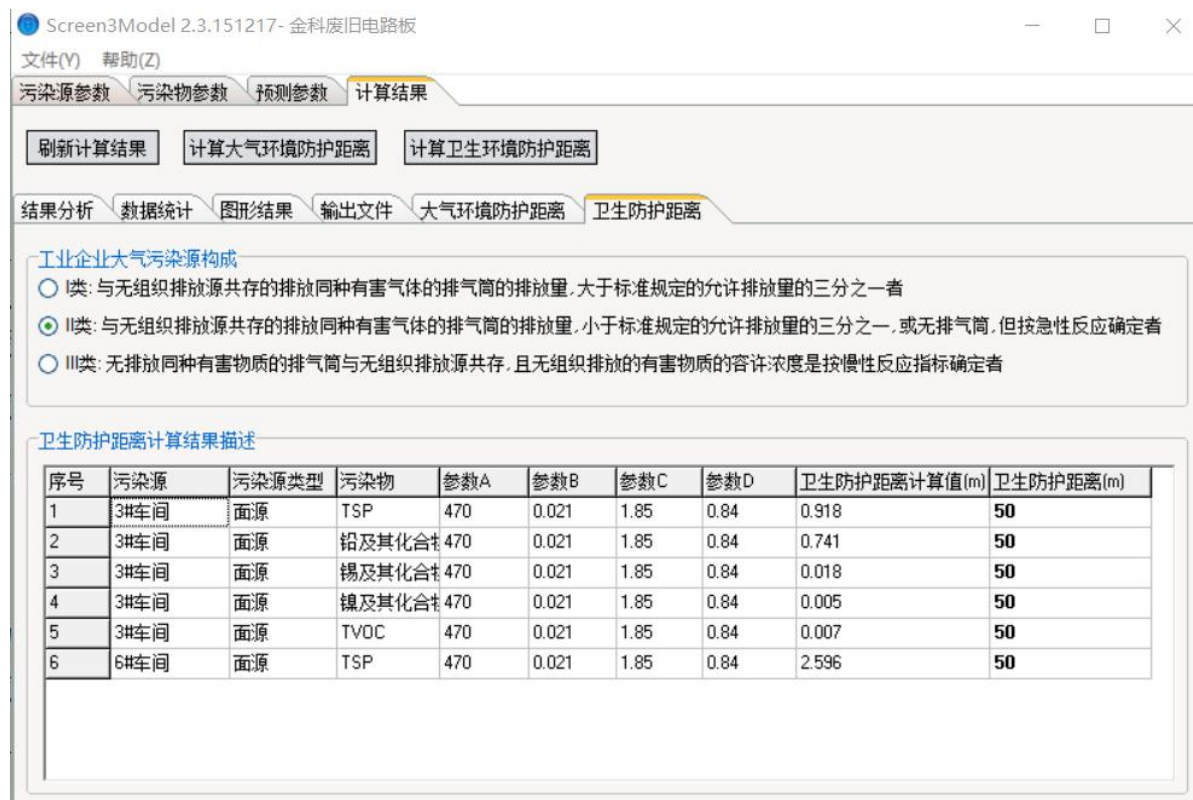 Screen3Model 2.3.151217- 金科废旧电路板
文件(Y) 帮助(Z)
污染源参数 污染物参数 预测参数 计算结果
刷新计算结果 计算大气环境防护距离 计算卫生环境防护距离
结果分析 数据统计 图形结果 输出文件 大气环境防护距离 卫生防护距离
工业企业大气污染源构成
I类: 与无组织排放源共存的排放同种有害气体的排气筒的排放量,大于标准规定的允许排放量的三分之一者
II类: 与无组织排放源共存的排放同种有害气体的排气筒的排放量,小于标准规定的允许排放量的三分之一,或无排气筒,但按急性反应确定者
III类: 无排放同种有害物质的排气筒与无组织排放源共存,且无组织排放的有害物质的容许浓度是按慢性反应指标确定者
卫生防护距离计算结果描述
序号 污染源 污染源类型 污染物 参数A 参数B 参数C 参数D 卫生防护距离计算值(m) 卫生防护距离(m)
1 3#车间 面源 TSP 470 0.021 1.85 0.84 0.918 50
2 3#车间 面源 铅及其化合物 470 0.021 1.85 0.84 0.741 50
3 3#车间 面源 锡及其化合物 470 0.021 1.85 0.84 0.018 50
4 3#车间 面源 镍及其化合物 470 0.021 1.85 0.84 0.005 50
5 3#车间 面源 TVOC 470 0.021 1.85 0.84 0.007 50
6 6#车间 面源 TSP 470 0.021 1.85 0.84 2.596 50